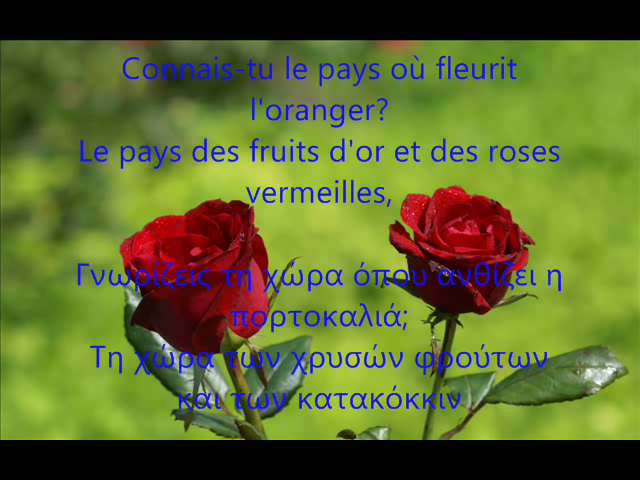 Connais-tu le pays où fleurit
l'oranger?
Le pays des fruits d'or et des roses
vermeilles,
Γνωρίζεις τη χώρα όπου ανθίζει η
πορτοκαλιά;
Τη χώρα των χρυσών φρούτων
και των κατακόκκιν